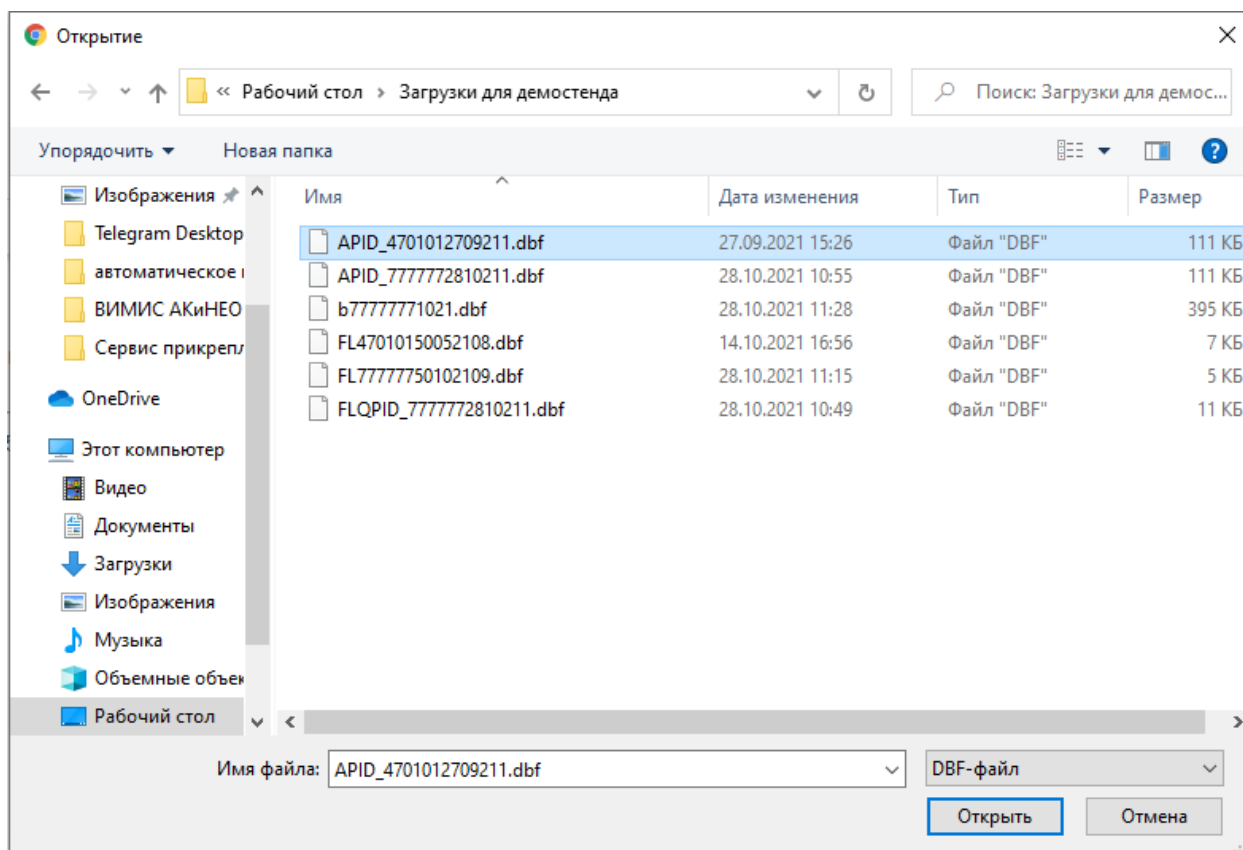 Открытие
« Рабочий стол › Загрузки для демостенда
Поиск: Загрузки для демос...
Упорядочить Новая папка
Имя Дата изменения Тип Размер
Изображения
Telegram Desktop
автоматическое
ВИМИС АКиНЕО
Сервис прикрепл
OneDrive
Этот компьютер
Видео
Документы
Загрузки
Изображения
Музыка
Объемные объек
Рабочий стол
APID_4701012709211.dbf 27.09.2021 15:26 Файл "DBF" 111 КБ
APID_7777772810211.dbf 28.10.2021 10:55 Файл "DBF" 111 КБ
b77777771021.dbf 28.10.2021 11:28 Файл "DBF" 395 КБ
FL47010150052108.dbf 14.10.2021 16:56 Файл "DBF" 7 КБ
FL77777750102109.dbf 28.10.2021 11:15 Файл "DBF" 5 КБ
FLQPID_7777772810211.dbf 28.10.2021 10:49 Файл "DBF" 11 КБ
Имя файла: APID_4701012709211.dbf DBF-файл
Открыть Отмена